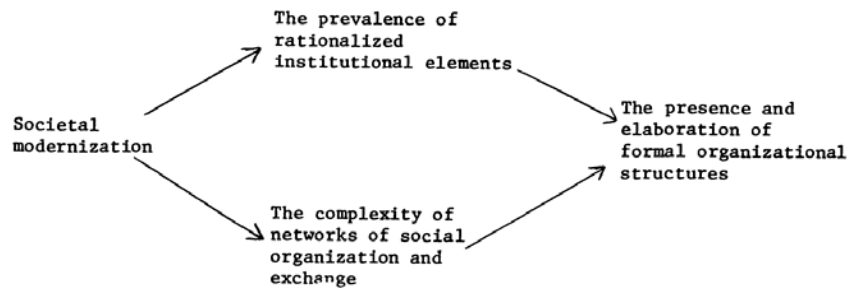 The prevalence of
rationalized
institutional elements
Societal
modernization
The presence and
elaboration of
formal organizational
structures
The complexity of
networks of social
organization and
exchange